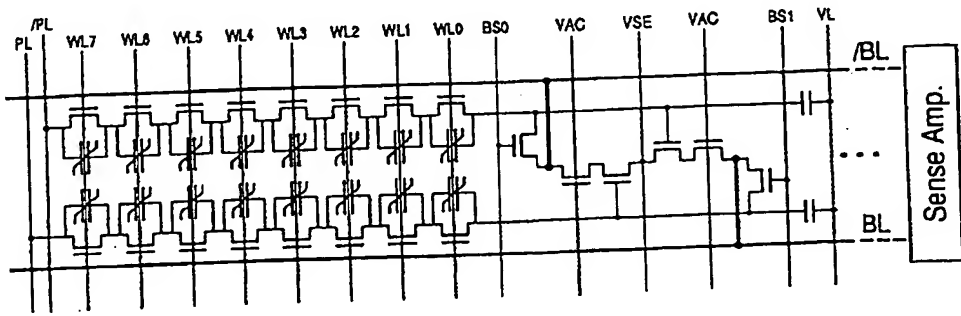 PL /PL WL7 WL6 WL5 WL4 WL3 WL2 WL1 WL0 BS0 VAC VSE VAC BS1 VL
/BL
Sense Amp.
BL